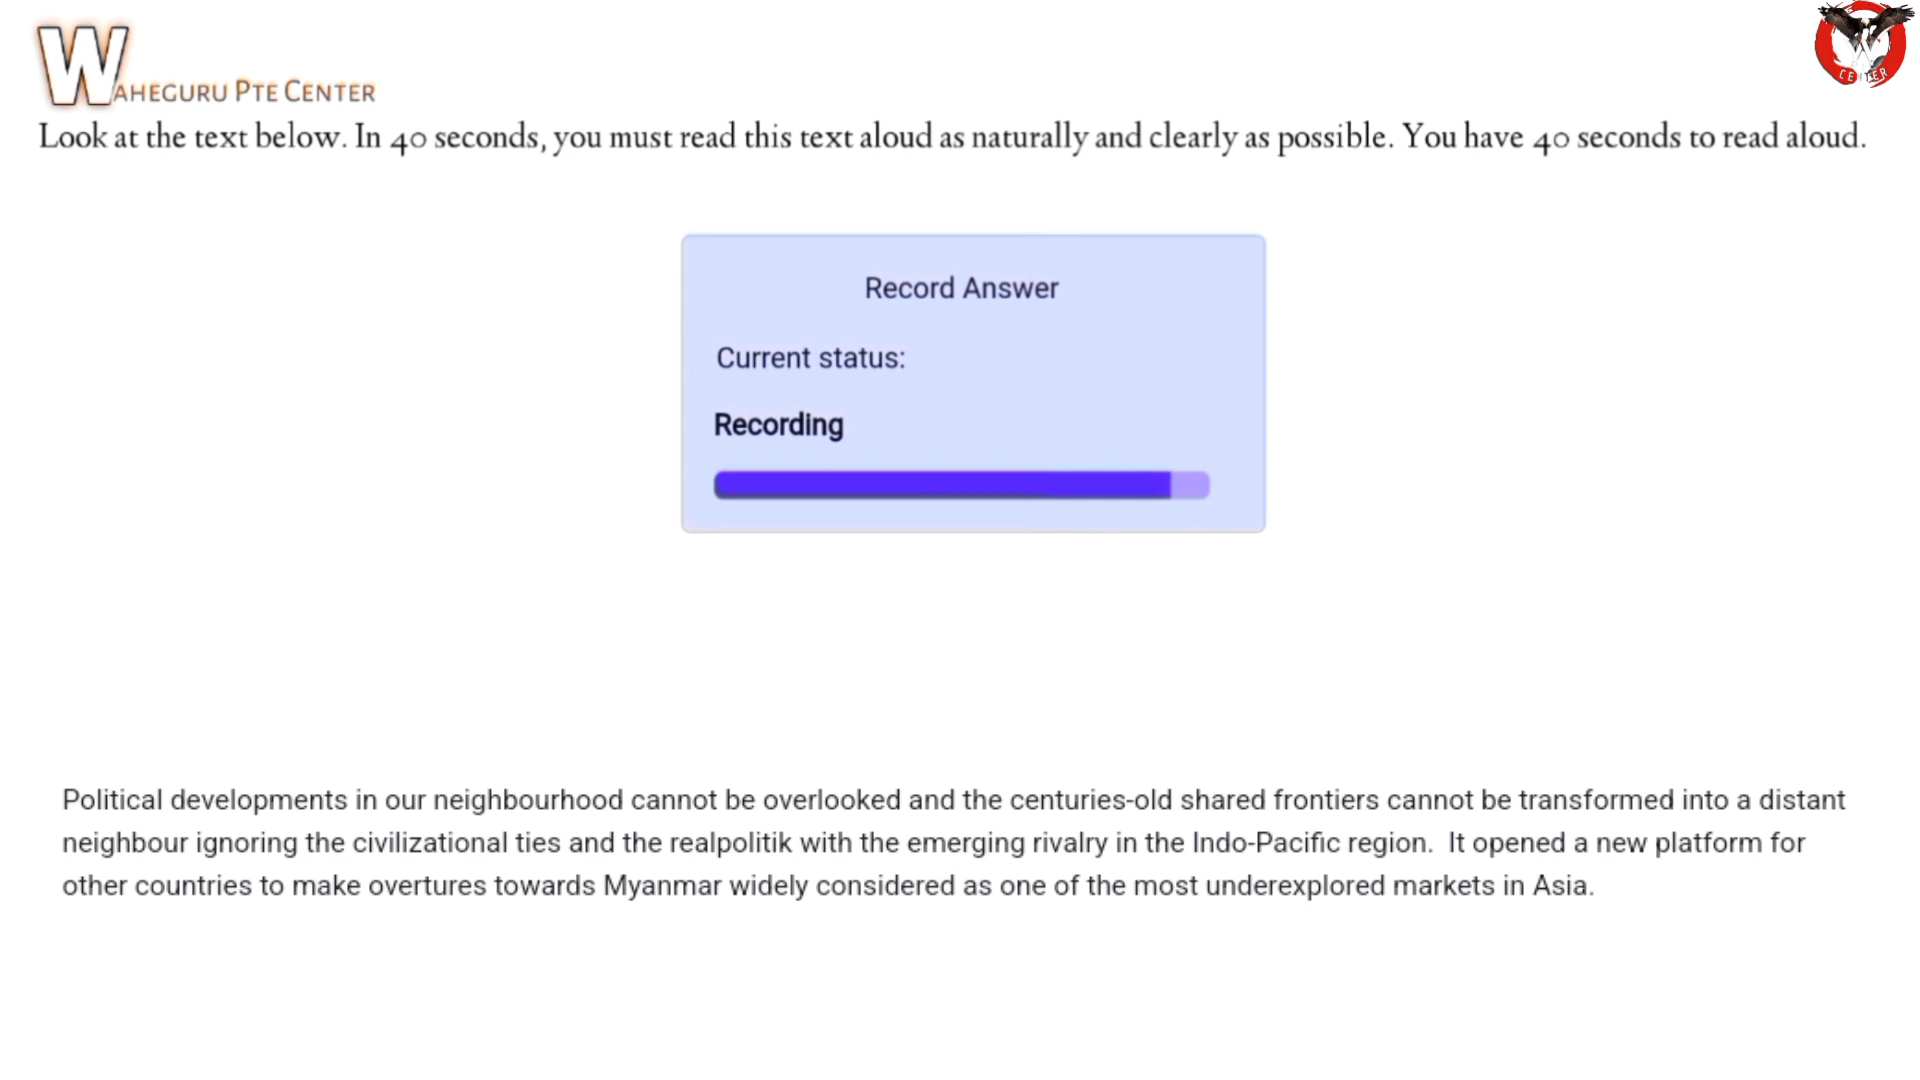 WAHEGURU PTE CENTER
CENTER
Look at the text below. In 40 seconds, you must read this text aloud as naturally and clearly as possible. You have 40 seconds to read aloud.
Record Answer
Current status:
Recording
Political developments in our neighbourhood cannot be overlooked and the centuries-old shared frontiers cannot be transformed into a distant
neighbour ignoring the civilizational ties and the realpolitik with the emerging rivalry in the Indo-Pacific region.  It opened a new platform for
other countries to make overtures towards Myanmar widely considered as one of the most underexplored markets in Asia.